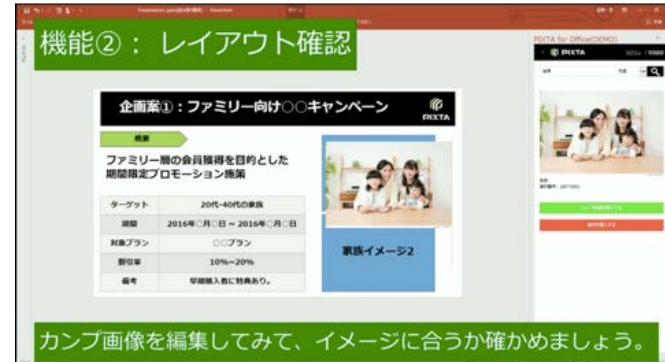 機能②： レイアウト確認
PIXTA for Office(DEMO)
PIXTA
企画案①：ファミリー向け○○キャンペーン
PIXTA
概要
ファミリー層の会員獲得を目的とした
期間限定プロモーション施策
ターゲット 20代~40代の家族
期間 2016年○月○日 ~ 2016年○月○日
対象プラン ○○プラン
割引率 10%~20%
備考 早期購入者に特典あり。
家族イメージ2
カンプ画像を編集してみて、イメージに合うか確かめましょう。